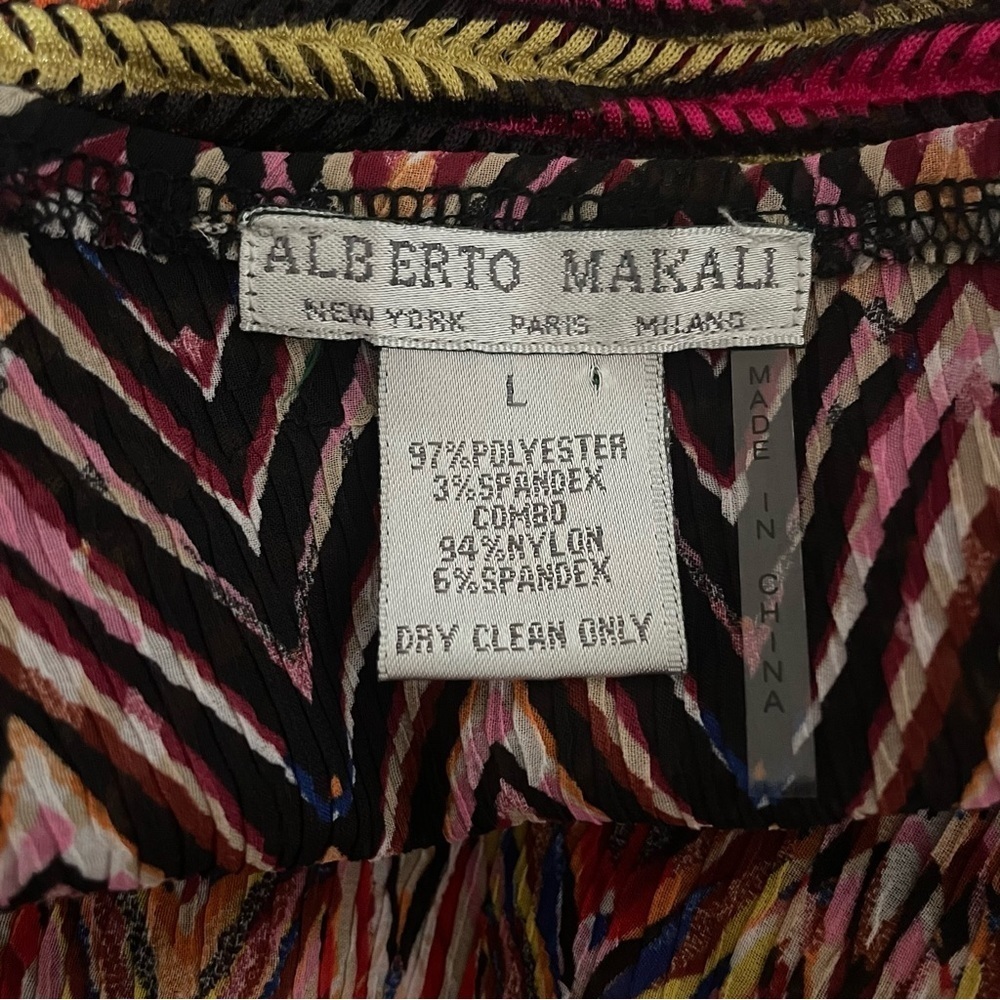 ALBERTO MAKALI
NEW YORK PARIS MILANO
L
97%POLYESTER
3%SPANDEX
COMBO
94%NYLON
6%SPANDEX
DRY CLEAN ONLY
MADE IN CHINA